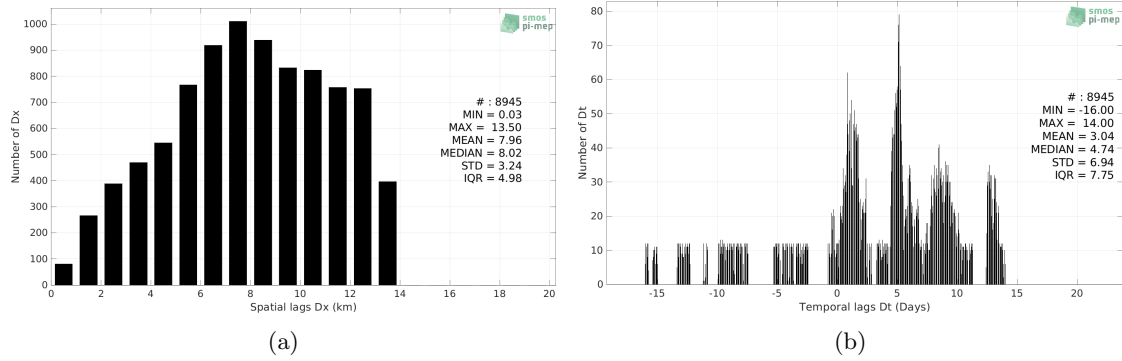 smos
pi-mep
1000
900
800
700
600
500
400
300
200
100
0
Number of Dx
# : 8945
MIN = 0.03
MAX = 13.50
MEAN = 7.96
MEDIAN = 8.02
STD = 3.24
IQR = 4.98
0 2 4 6 8 10 12 14 16 18 20
Spatial lags Dx (km)
(a)
smos
pi-mep
80
70
60
50
40
30
20
10
0
Number of Dt
# : 8945
MIN = -16.00
MAX = 14.00
MEAN = 3.04
MEDIAN = 4.74
STD = 6.94
IQR = 7.75
-15 -10 -5 0 5 10 15 20
Temporal lags Dt (Days)
(b)